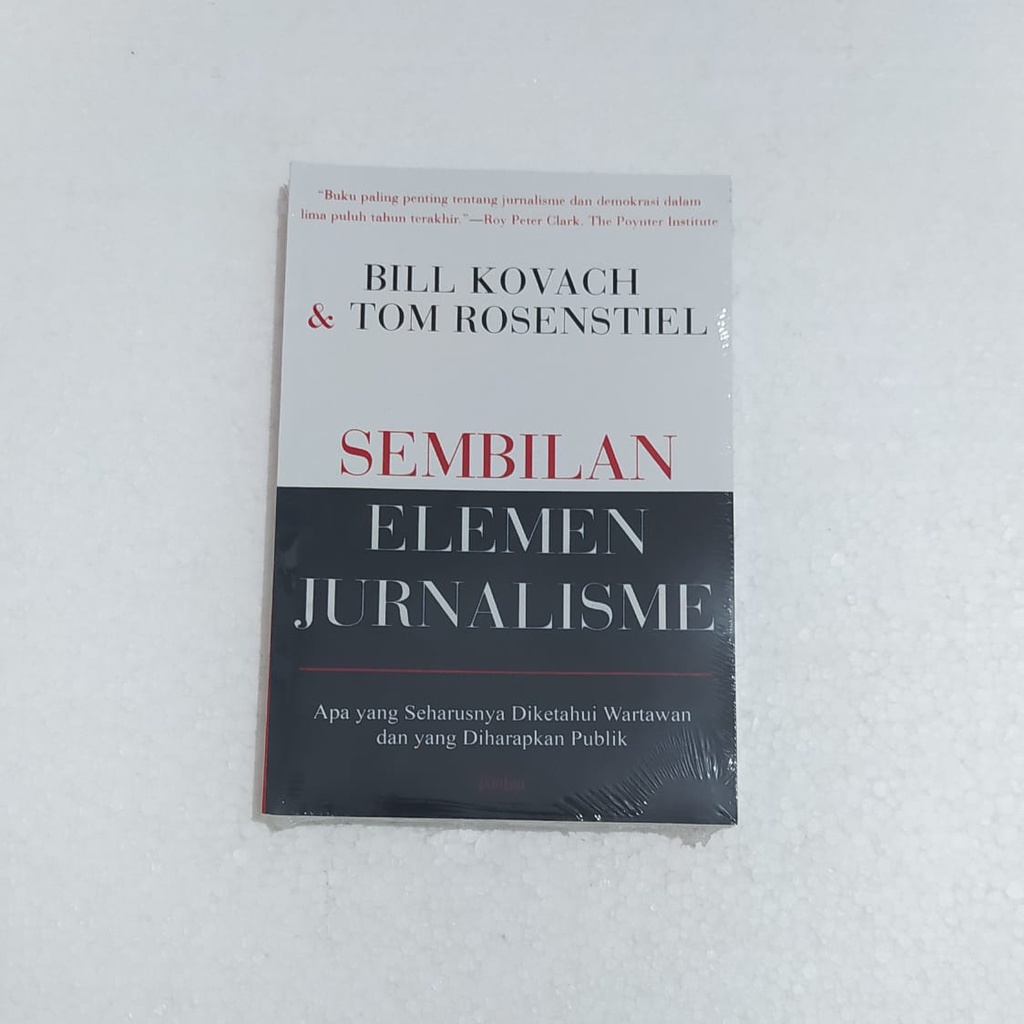 “Buku paling penting tentang jurnalisme dan demokrasi dalam
lima puluh tahun terakhir.”—Roy Peter Clark. The Poynter Institute
BILL KOVACH
& TOM ROSENSTIEL
SEMBILAN
ELEMEN
JURNALISME
Apa yang Seharusnya Diketahui Wartawan
dan yang Diharapkan Publik